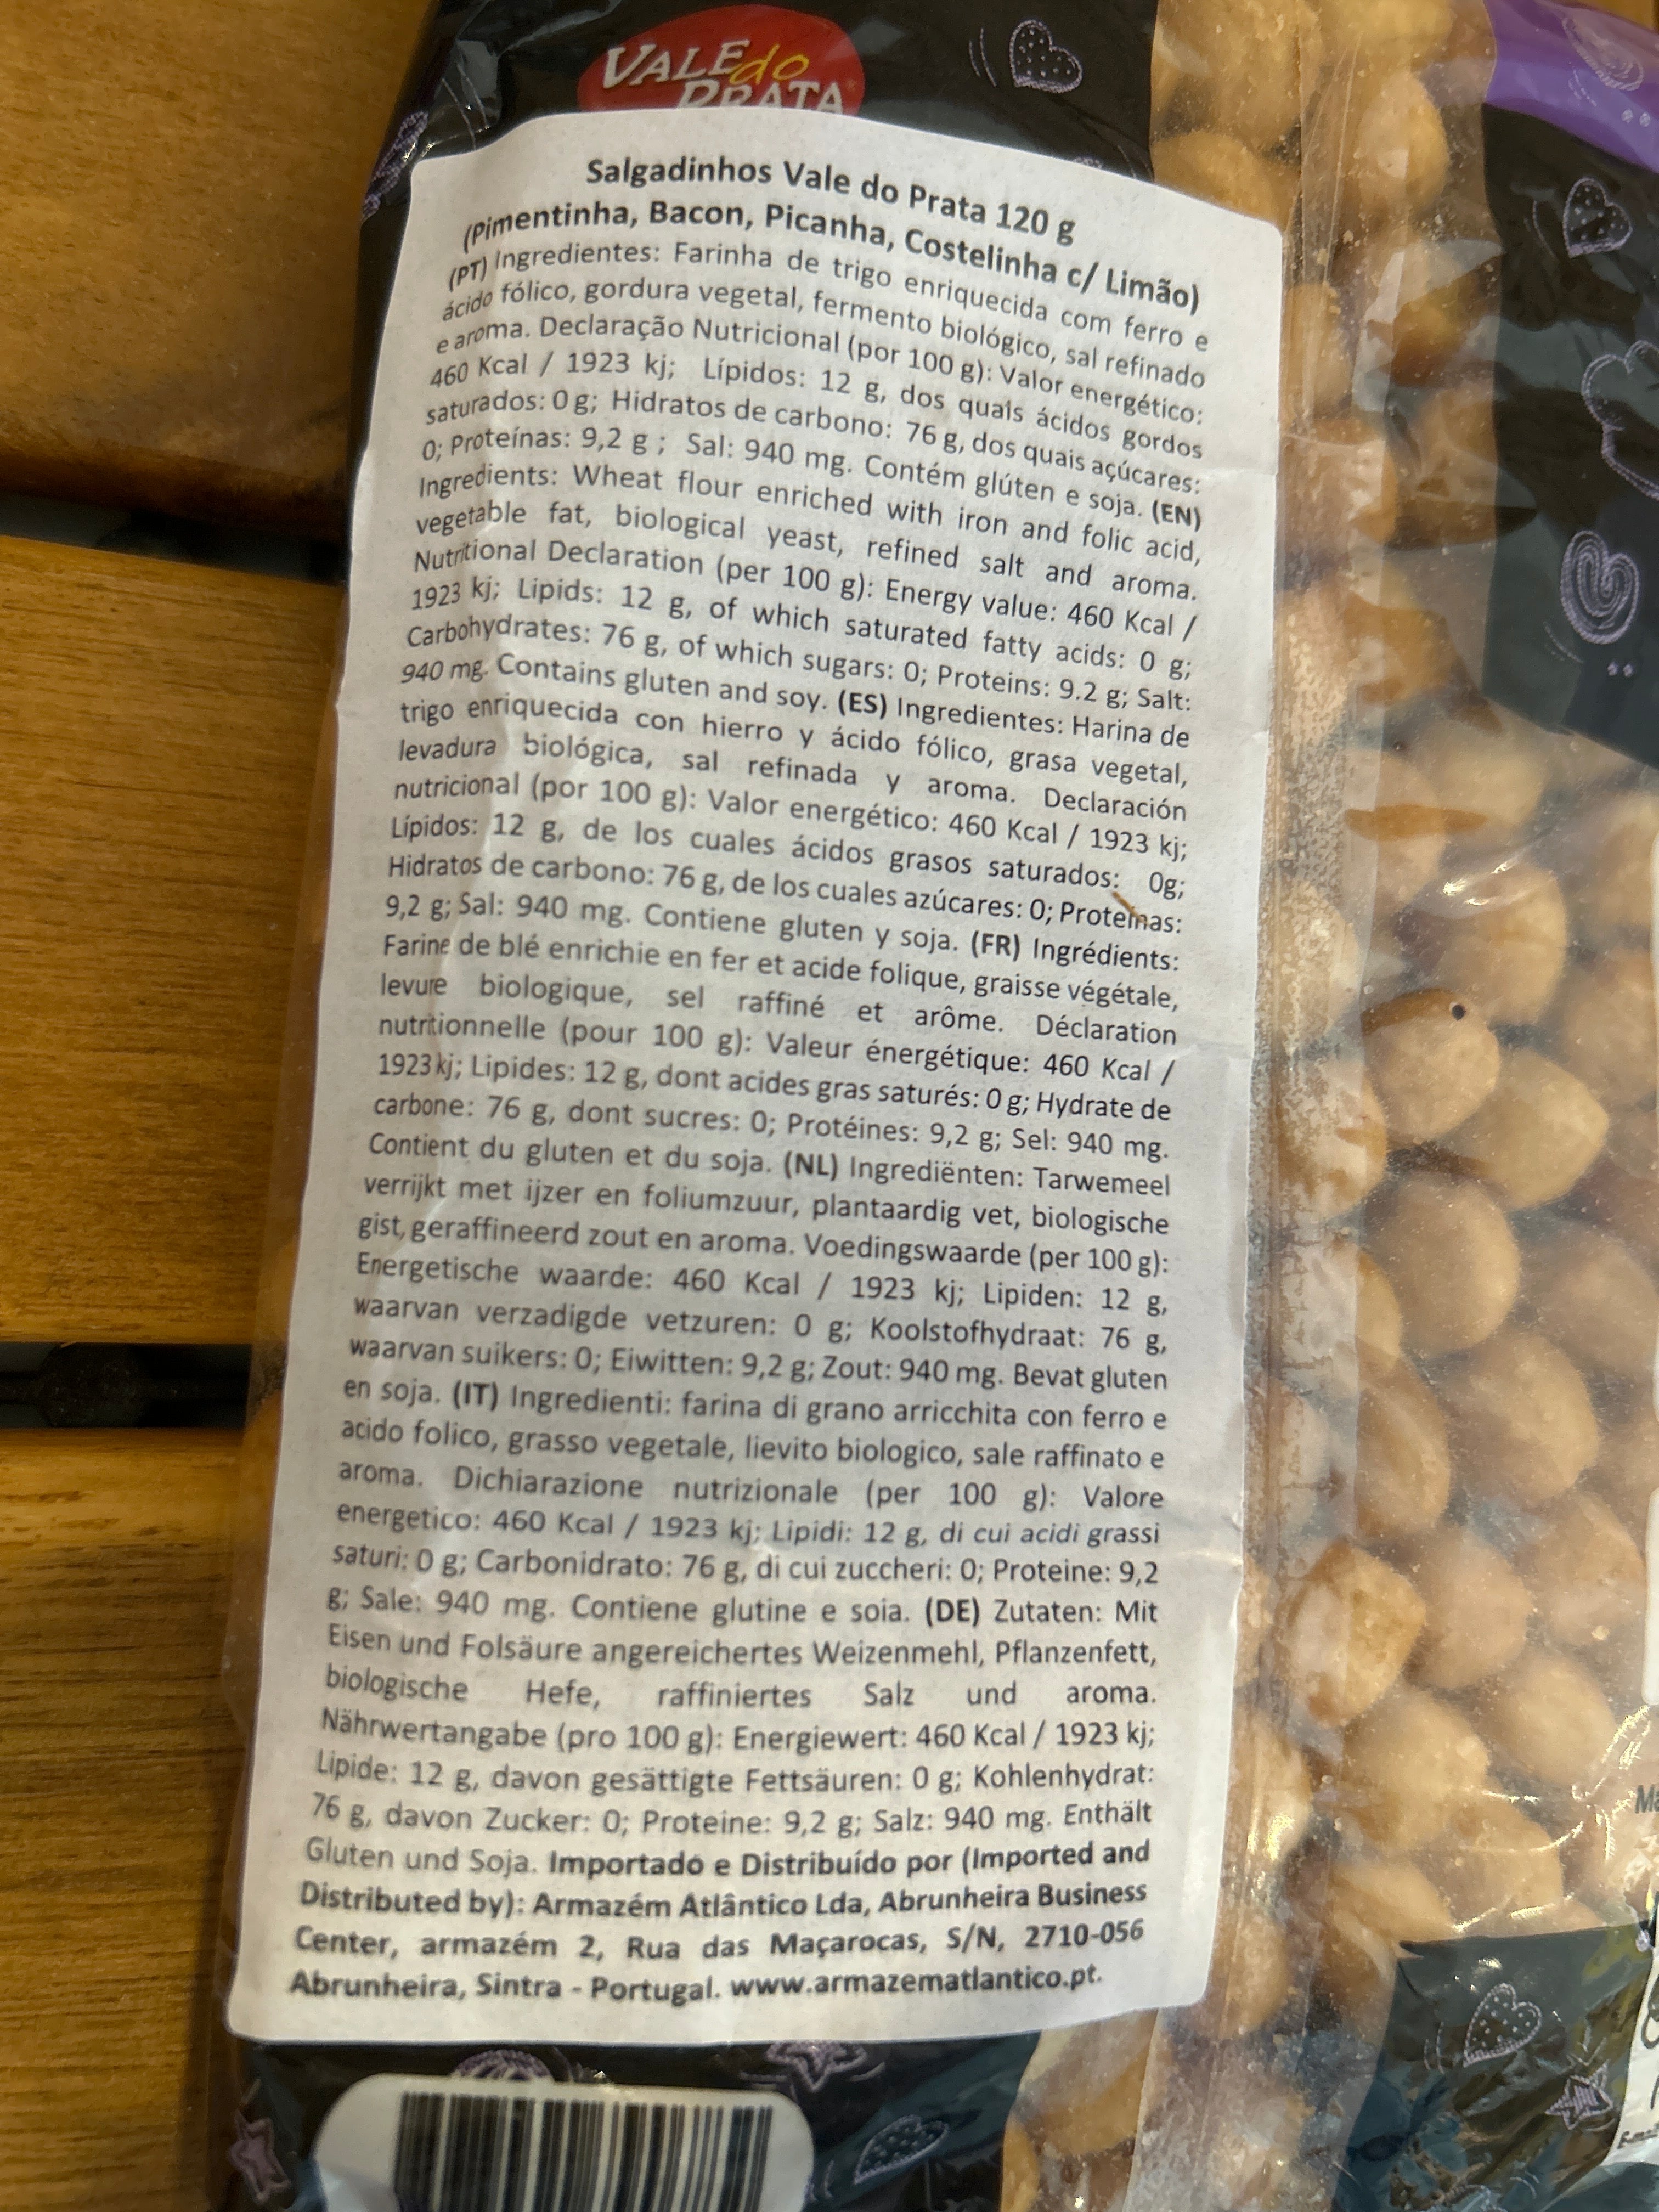 VALE do
PRATA
Salgadinhos Vale do Prata 120 g
(Pimentinha, Bacon, Picanha, Costelinha c/ Limão)
(PT) Ingredientes: Farinha de trigo enriquecida com ferro e
ácido fólico, gordura vegetal, fermento biológico, sal refinado
e aroma. Declaração Nutricional (por 100 g): Valor energético:
460 Kcal / 1923 kj; Lípidos: 12 g, dos quais ácidos gordos
saturados: 0 g; Hidratos de carbono: 76 g, dos quais açúcares:
0; Proteínas: 9,2 g ; Sal: 940 mg. Contém glúten e soja. (EN)
Ingredients: Wheat flour enriched with iron and folic acid,
vegetable fat, biological yeast, refined salt and aroma.
Nutritional Declaration (per 100 g): Energy value: 460 Kcal /
1923 kj; Lipids: 12 g, of which saturated fatty acids: 0 g;
Carbohydrates: 76 g, of which sugars: 0; Proteins: 9.2 g; Salt:
940 mg. Contains gluten and soy. (ES) Ingredientes: Harina de
trigo enriquecida con hierro y ácido fólico, grasa vegetal,
levadura biológica, sal refinada y aroma. Declaración
nutricional (por 100 g): Valor energético: 460 Kcal / 1923 kj;
Lípidos: 12 g, de los cuales ácidos grasos saturados: 0g;
Hidratos de carbono: 76 g, de los cuales azúcares: 0; Proteínas:
9,2 g; Sal: 940 mg. Contiene gluten y soja. (FR) Ingrédients:
Farine de blé enrichie en fer et acide folique, graisse végétale,
levure biologique, sel raffiné et arôme. Déclaration
nutritionnelle (pour 100 g): Valeur énergétique: 460 Kcal /
1923 kj; Lipides: 12 g, dont acides gras saturés: 0 g; Hydrate de
carbone: 76 g, dont sucres: 0; Protéines: 9,2 g; Sel: 940 mg.
Contient du gluten et du soja. (NL) Ingrediënten: Tarwemeel
verrijkt met ijzer en foliumzuur, plantaardig vet, biologische
gist, geraffineerd zout en aroma. Voedingswaarde (per 100 g):
Energetische waarde: 460 Kcal / 1923 kj; Lipiden: 12 g,
waarvan verzadigde vetzuren: 0 g; Koolstofhydraat: 76 g,
waarvan suikers: 0; Eiwitten: 9,2 g; Zout: 940 mg. Bevat gluten
en soja. (IT) Ingredienti: farina di grano arricchita con ferro e
acido folico, grasso vegetale, lievito biologico, sale raffinato e
aroma. Dichiarazione nutrizionale (per 100 g): Valore
energetico: 460 Kcal / 1923 kj; Lipidi: 12 g, di cui acidi grassi
saturi: 0 g; Carbonidrato: 76 g, di cui zuccheri: 0; Proteine: 9,2
g; Sale: 940 mg. Contiene glutine e soia. (DE) Zutaten: Mit
Eisen und Folsäure angereichertes Weizenmehl, Pflanzenfett,
biologische Hefe, raffiniertes Salz und aroma.
Nährwertangabe (pro 100 g): Energiewert: 460 Kcal / 1923 kj;
Lipide: 12 g, davon gesättigte Fettsäuren: 0 g; Kohlenhydrat:
76 g, davon Zucker: 0; Proteine: 9,2 g; Salz: 940 mg. Enthält
Gluten und Soja. Importado e Distribuído por (Imported and
Distributed by): Armazém Atlântico Lda, Abrunheira Business
Center, armazém 2, Rua das Maçarocas, S/N, 2710-056
Abrunheira, Sintra - Portugal. www.armazematlantico.pt.